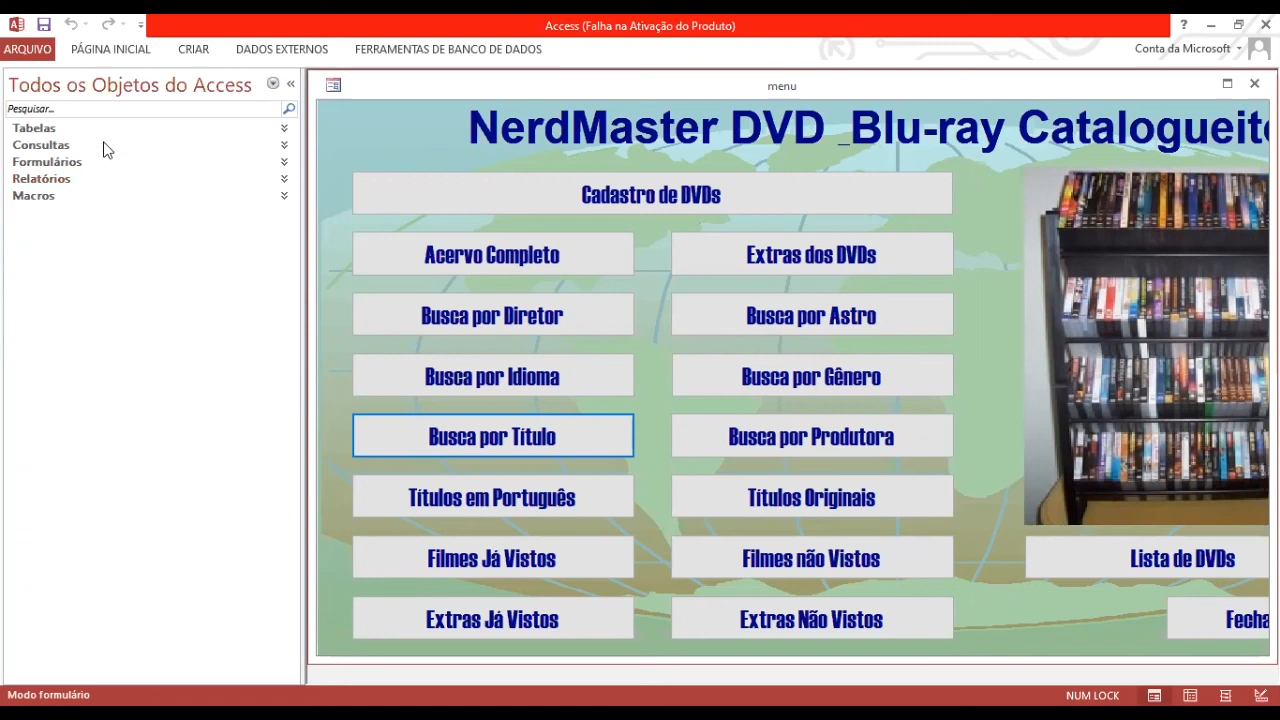 Access (Falha na Ativação do Produto)
ARQUIVO PÁGINA INICIAL CRIAR DADOS EXTERNOS FERRAMENTAS DE BANCO DE DADOS Conta da Microsoft
Todos os Objetos do Access
Pesquisar...
Tabelas
Consultas
Formulários
Relatórios
Macros
menu
NerdMaster DVD _Blu-ray Catalogueit
Cadastro de DVDs
Acervo Completo Extras dos DVDs
Busca por Diretor Busca por Astro
Busca por Idioma Busca por Gênero
Busca por Título Busca por Produtora
Títulos em Português Títulos Originais
Filmes Já Vistos Filmes não Vistos Lista de DVDs
Extras Já Vistos Extras Não Vistos Fecha
Modo formulário NUM LOCK